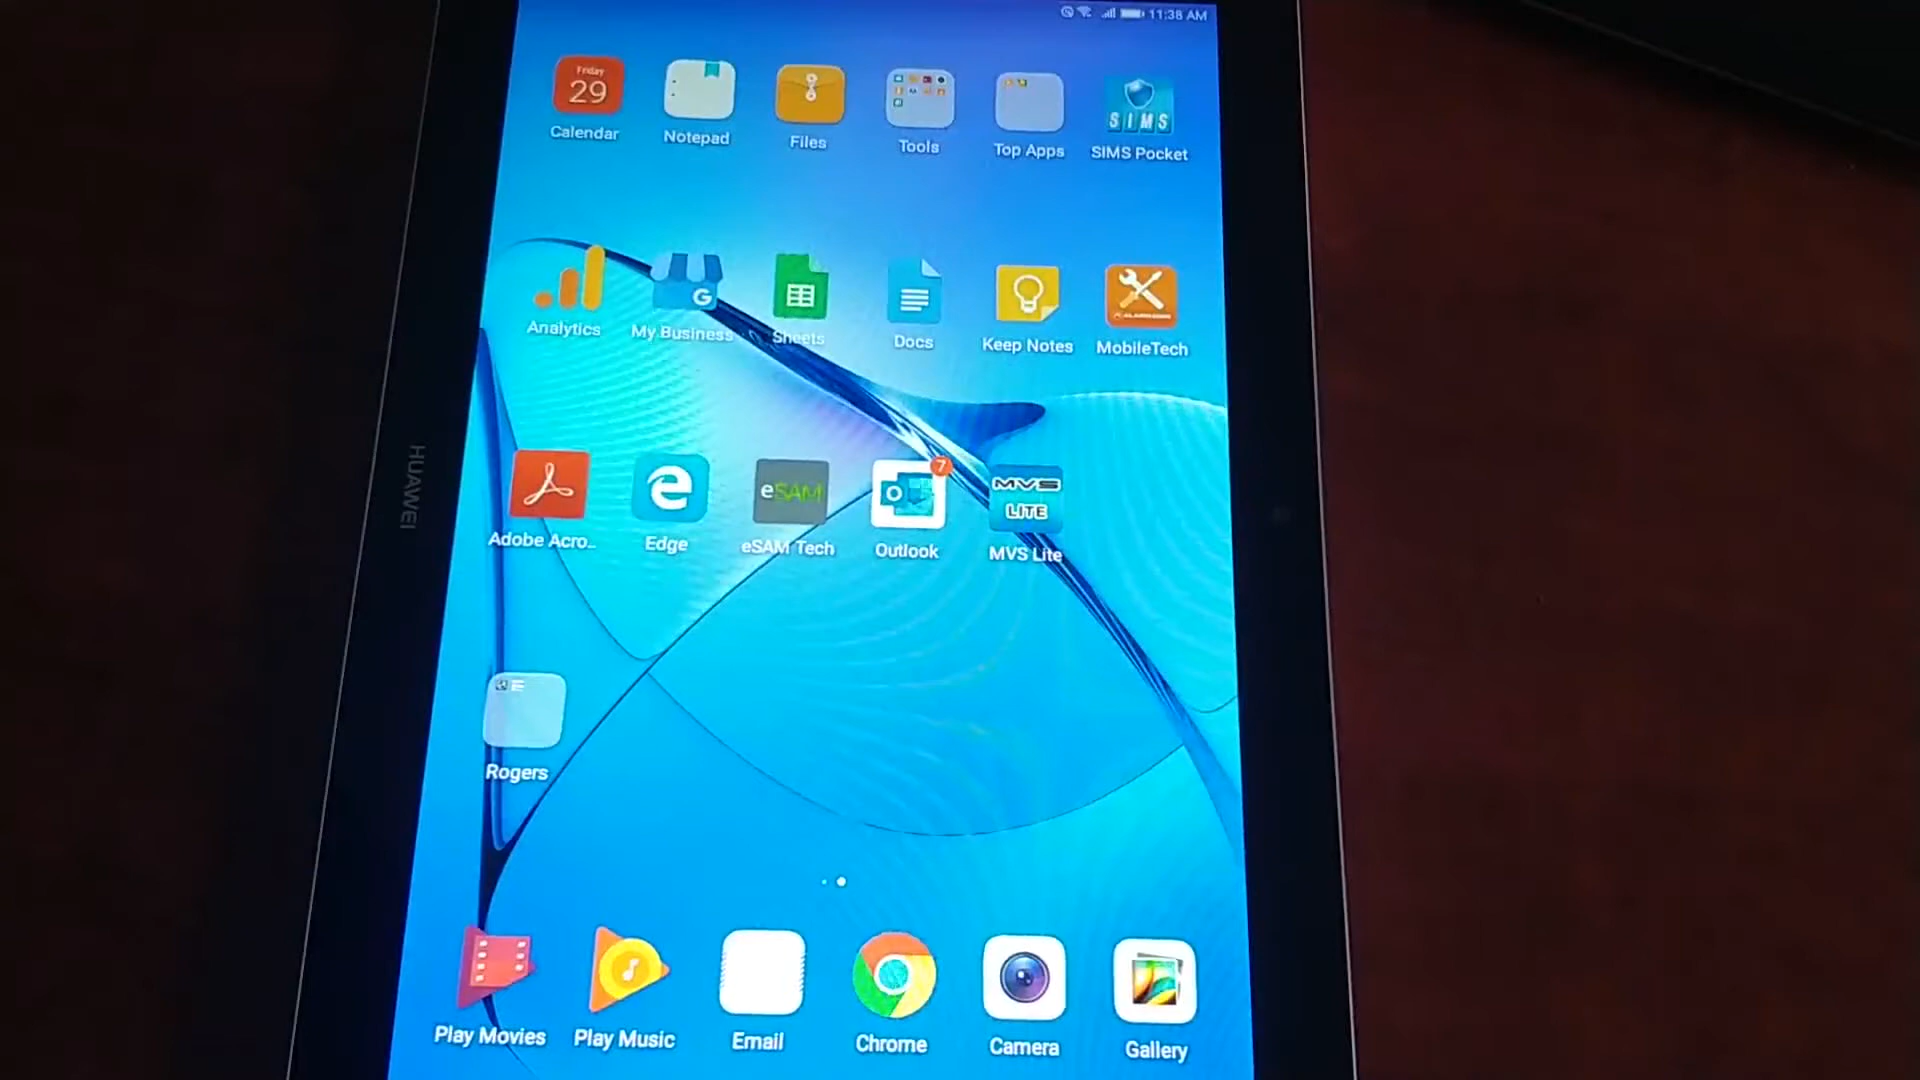 11:38 AM
Friday
29
Calendar
Notepad
Files
Tools
Top Apps
SIMS
SIMS Pocket
G
Analytics
My Business
Sheets
Docs
Keep Notes
MobileTech
HUAWEI
e
eSAM
O
7
MVS
LITE
Adobe Acro..
Edge
eSAM Tech
Outlook
MVS Lite
Rogers
Play Movies
Play Music
Email
Chrome
Camera
Gallery